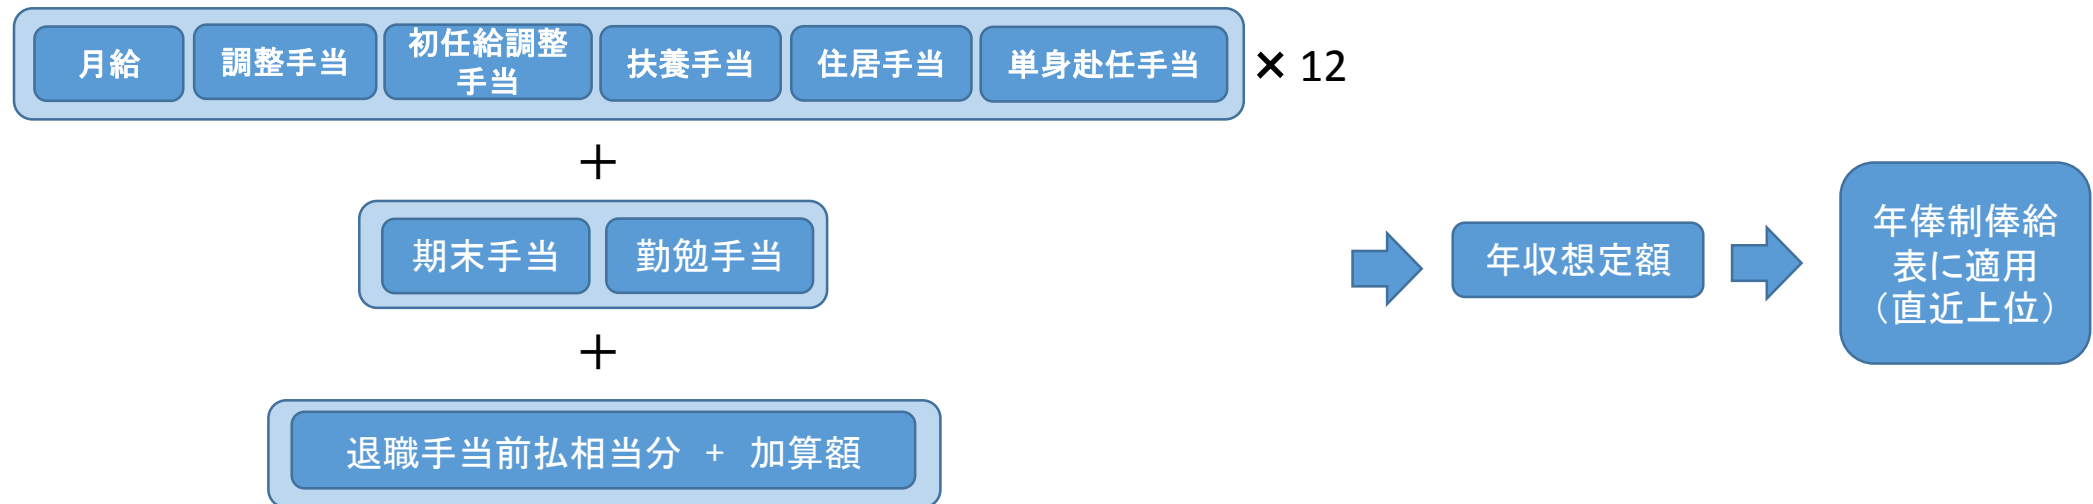 月給 調整手当 初任給調整
手当 扶養手当 住居手当 単身赴任手当 × 12
＋
期末手当 勤勉手当
＋
退職手当前払相当分 + 加算額
年収想定額
年俸制俸給
表に適用
（直近上位）